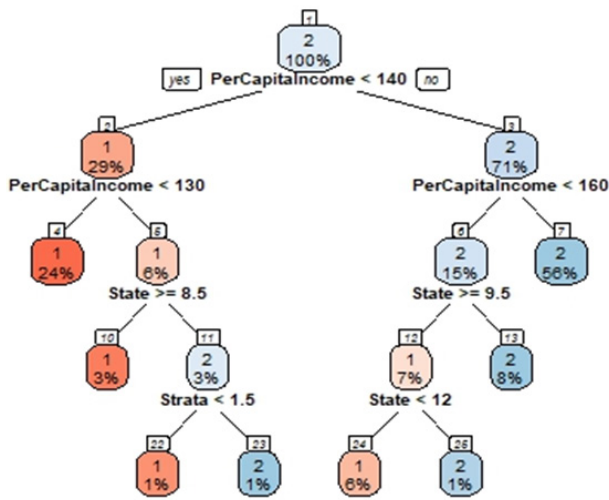 1
2
100%
yes PerCapitaIncome < 140 no
2 3
1 2
29% 71%
PerCapitaIncome < 130 PerCapitaIncome < 160
4 5 6 7
1 1 2 2
24% 6% 15% 56%
State >= 8.5 State >= 9.5
10 11 12 13
1 2 1 2
3% 3% 7% 8%
Strata < 1.5 State < 12
22 23 24 25
1 2 1 2
1% 1% 6% 1%